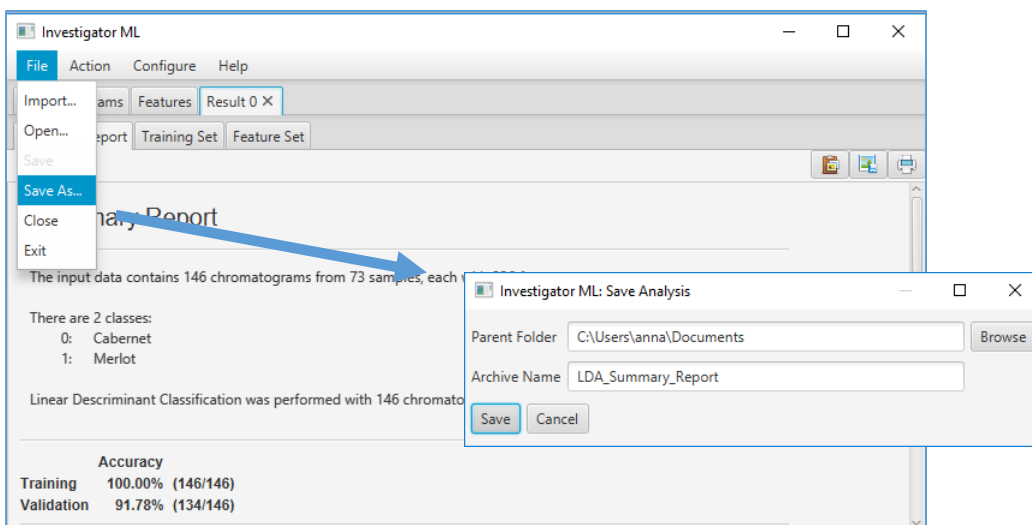 Investigator ML
File Action Configure Help
Import...
ams Features Result 0 ✕
Open...
eport Training Set Feature Set
Save
Save As...
Close
Exit
mary Report
The input data contains 146 chromatograms from 73 samples, each
There are 2 classes:
0: Cabernet
1: Merlot
Linear Descriminant Classification was performed with 146 chromato
Accuracy
Training 100.00% (146/146)
Validation 91.78% (134/146)
Investigator ML: Save Analysis
Parent Folder C:\Users\anna\Documents Browse
Archive Name LDA_Summary_Report
Save Cancel